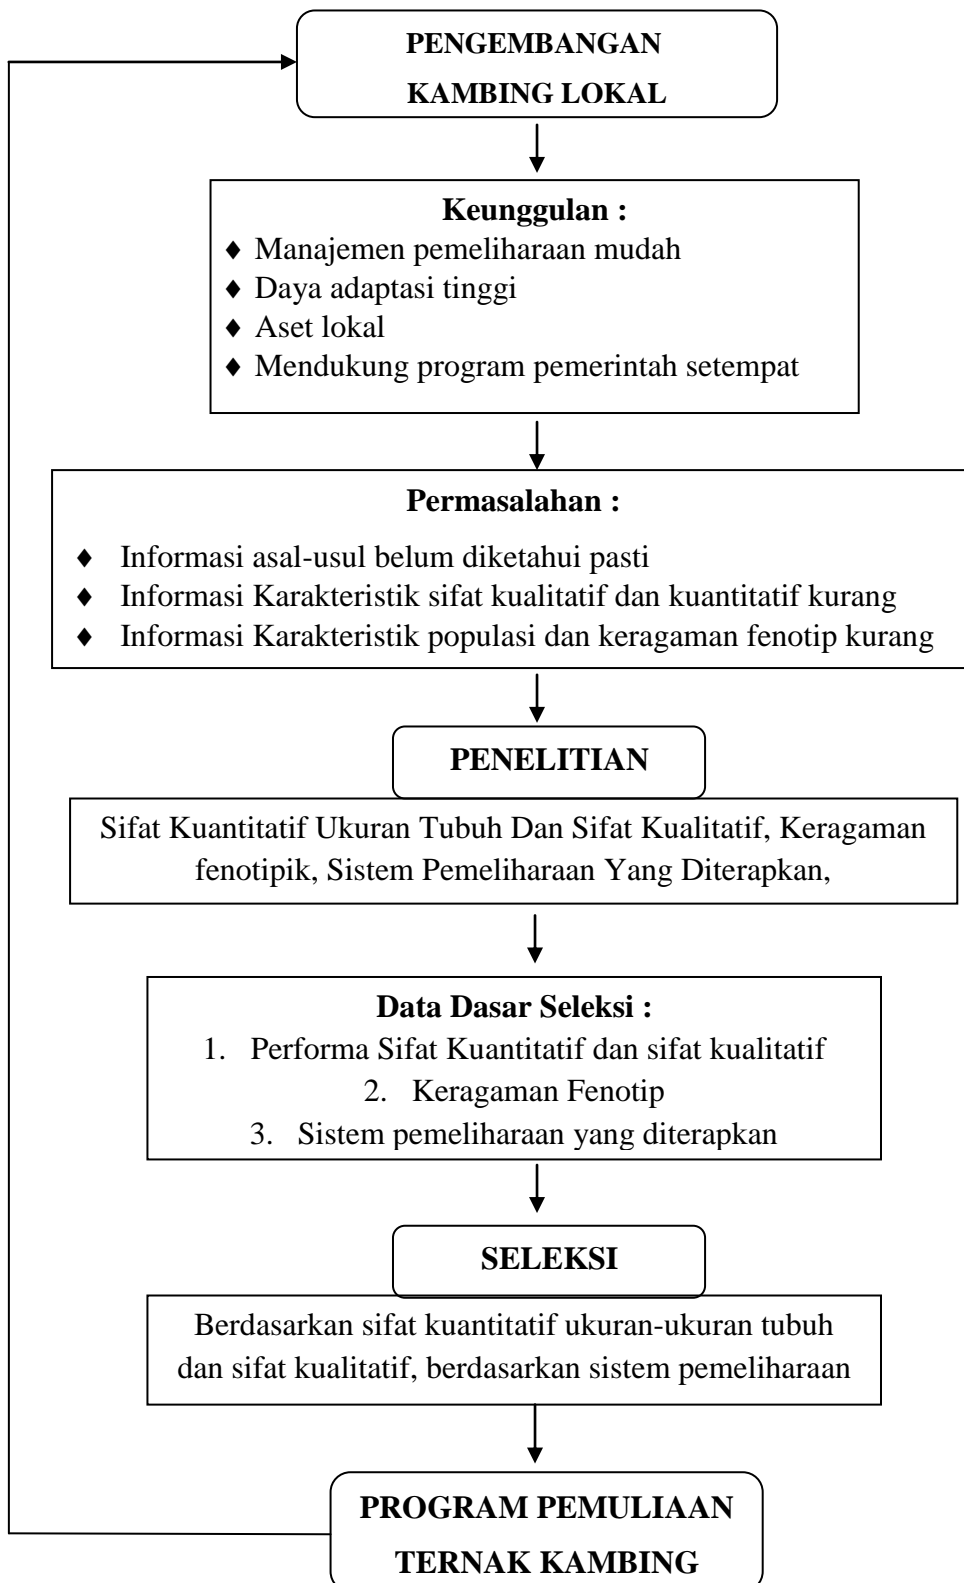 PENGEMBANGAN
KAMBING LOKAL
Keunggulan :
♦ Manajemen pemeliharaan mudah
♦ Daya adaptasi tinggi
♦ Aset lokal
♦ Mendukung program pemerintah setempat
Permasalahan :
♦ Informasi asal-usul belum diketahui pasti
♦ Informasi Karakteristik sifat kualitatif dan kuantitatif kurang
♦ Informasi Karakteristik populasi dan keragaman fenotip kurang
PENELITIAN
Sifat Kuantitatif Ukuran Tubuh Dan Sifat Kualitatif, Keragaman
fenotipik, Sistem Pemeliharaan Yang Diterapkan,
Data Dasar Seleksi :
1. Performa Sifat Kuantitatif dan sifat kualitatif
2. Keragaman Fenotip
3. Sistem pemeliharaan yang diterapkan
SELEKSI
Berdasarkan sifat kuantitatif ukuran-ukuran tubuh
dan sifat kualitatif, berdasarkan sistem pemeliharaan
PROGRAM PEMULIAAN
TERNAK KAMBING